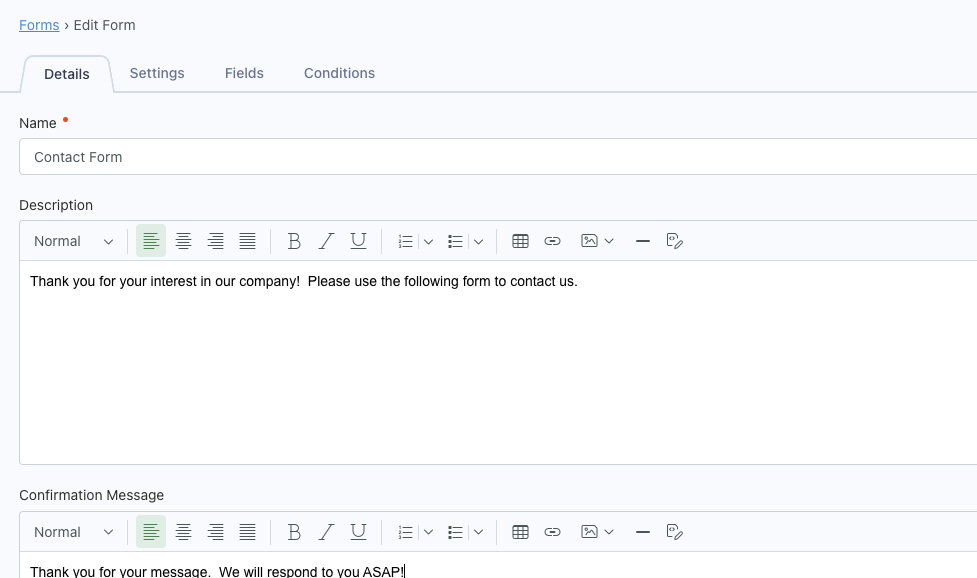 Forms › Edit Form
Details Settings Fields Conditions
Name
Contact Form
Description
Normal B I U
Thank you for your interest in our company!  Please use the following form to contact us.
Confirmation Message
Normal B I U
Thank you for your message.  We will respond to you ASAP!